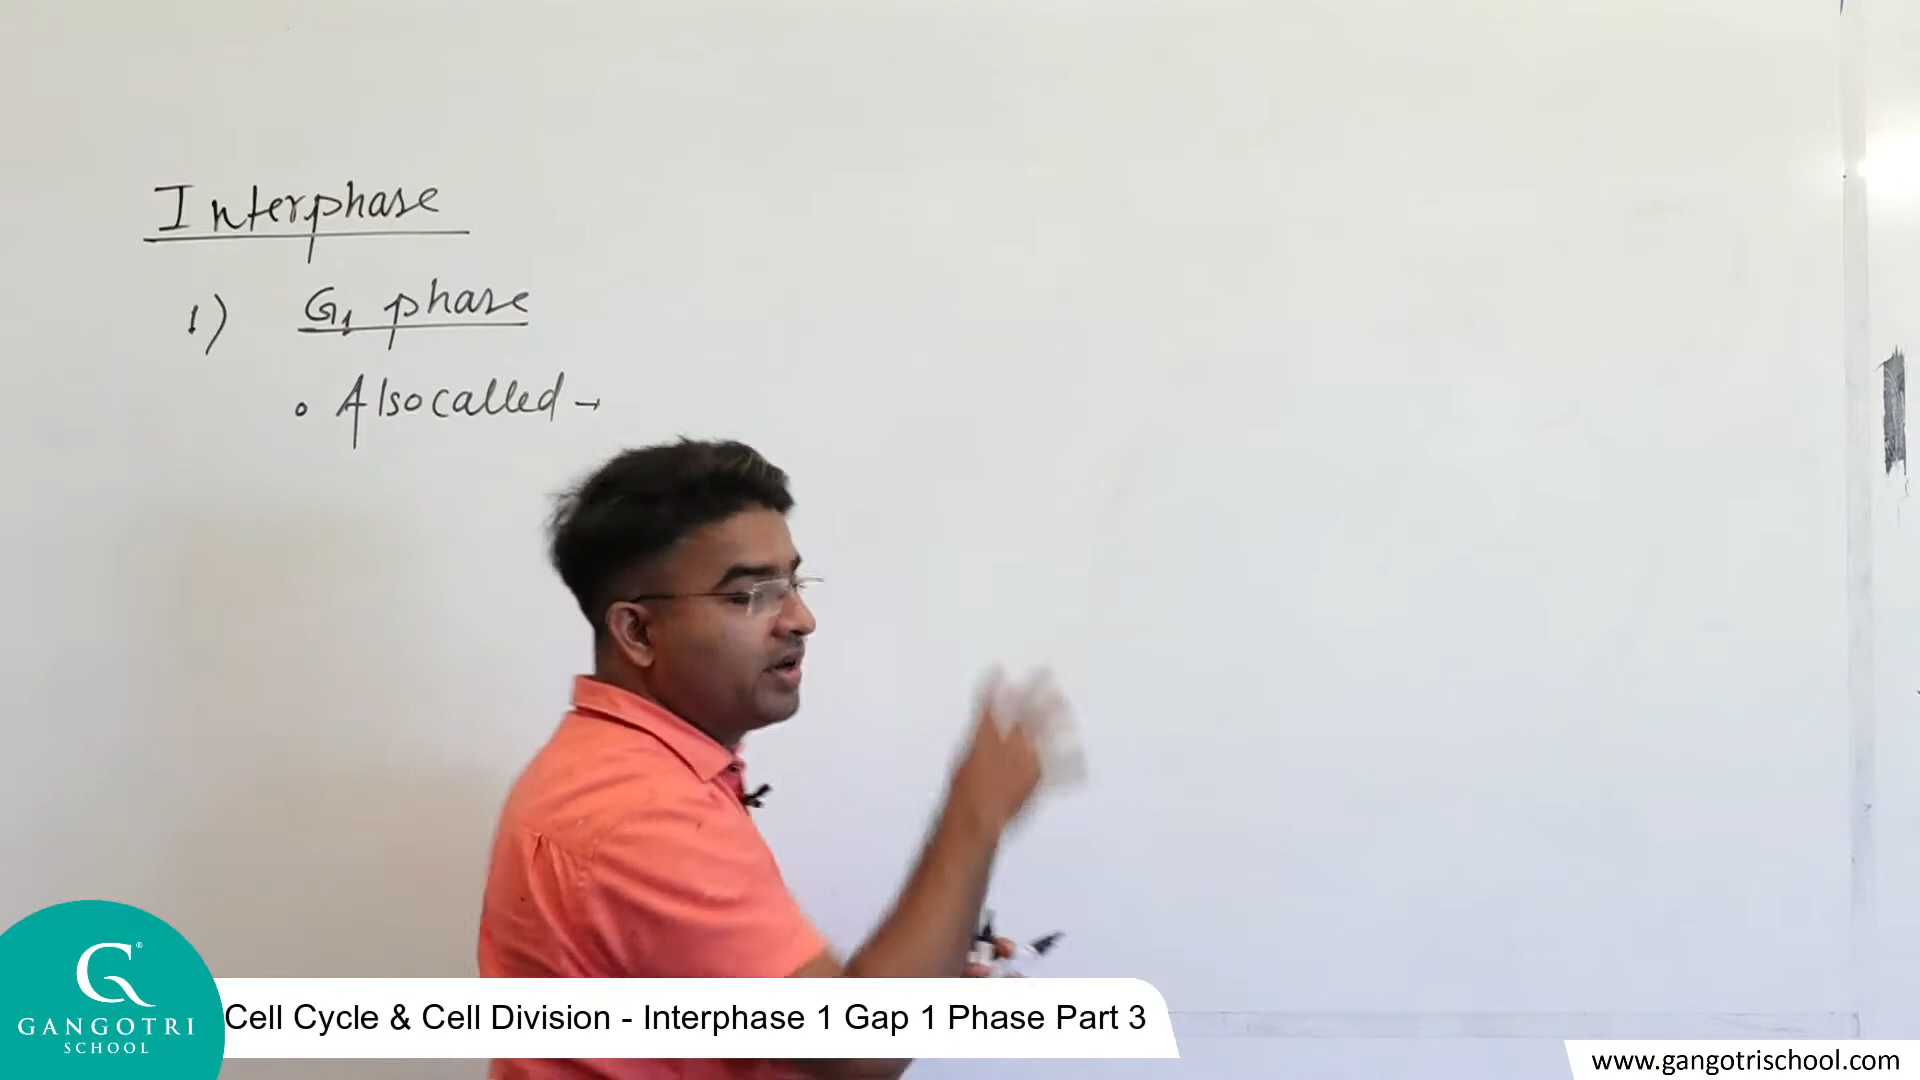 Interphase
1) G1 phase
• Also called →
GANGOTRI
SCHOOL
Cell Cycle & Cell Division - Interphase 1 Gap 1 Phase Part 3
www.gangotrischool.com